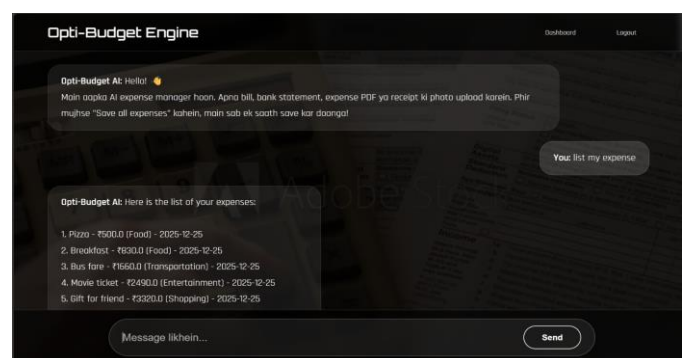 Opti-Budget Engine
Dashboard
Logout
Opti-Budget AI: Hello! 👋
Main aapka AI expense manager hoon. Apna bill, bank statement, expense PDF ya receipt ki photo upload karein. Phir
mujhse "Save all expenses" kahein, main sab ek saath save kar doonga!
You: list my expense
Adobe Stock
Opti-Budget AI: Here is the list of your expenses:
1. Pizza - ₹500.0 (Food) - 2025-12-25
2. Breakfast - ₹830.0 (Food) - 2025-12-25
3. Bus fare - ₹1660.0 (Transportation) - 2025-12-25
4. Movie ticket - ₹2490.0 (Entertainment) - 2025-12-25
5. Gift for friend - ₹3320.0 (Shopping) - 2025-12-25
Message likhein...
Send